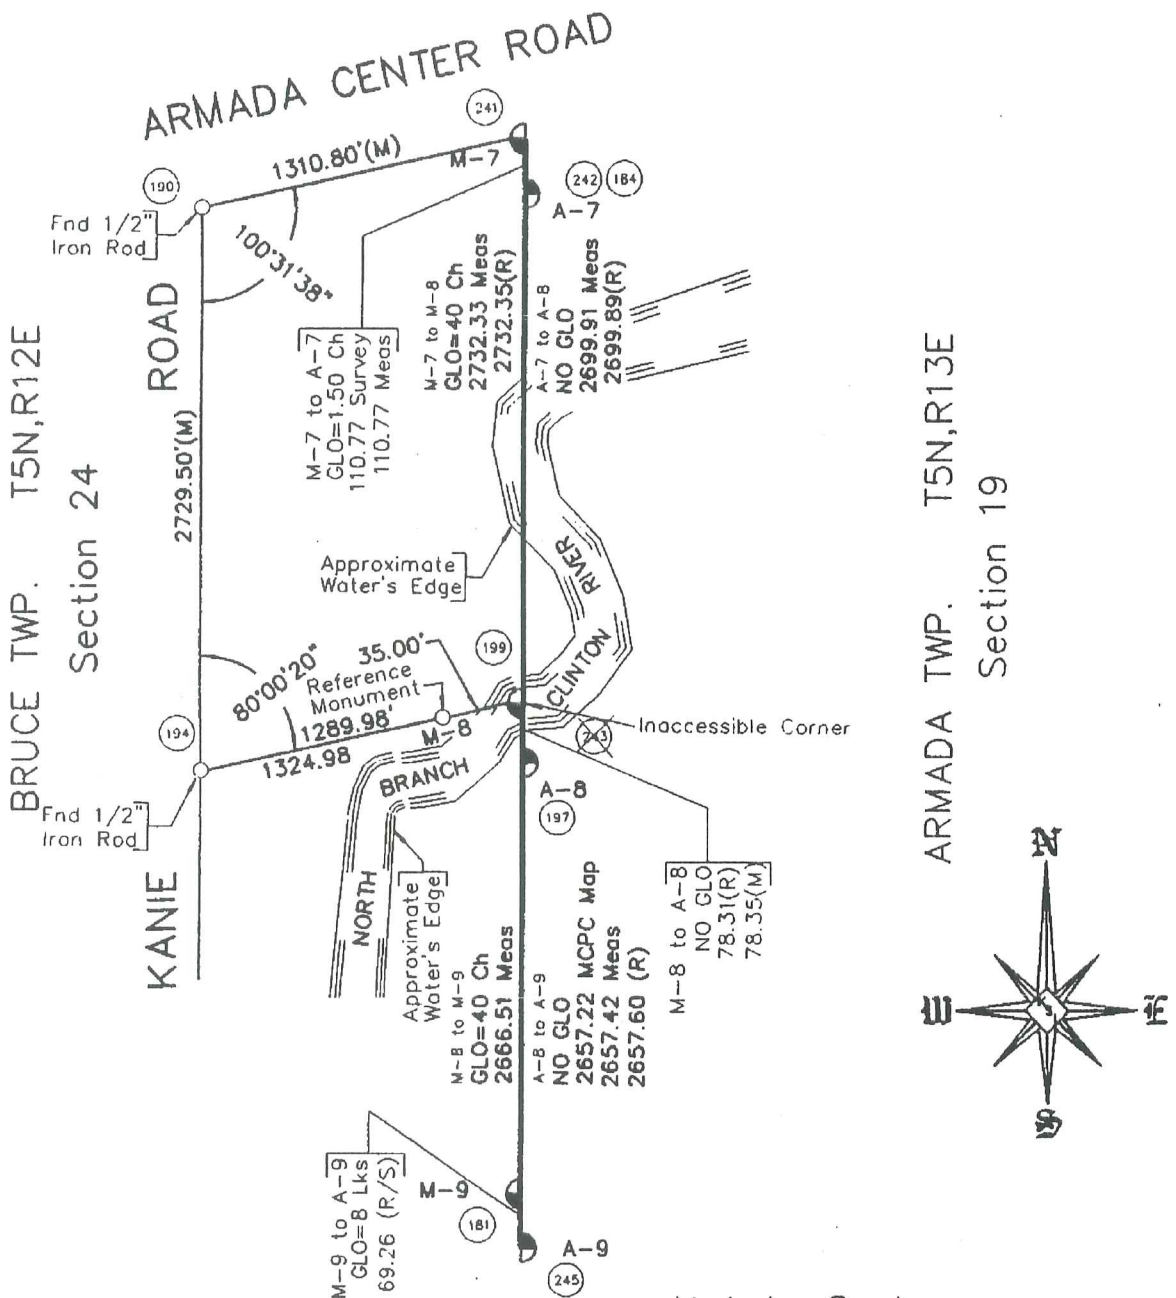 ARMADA CENTER ROAD
241
1310.80'(M)
M-7
190
242
184
Fnd 1/2"
Iron Rod
A-7
100°31'38"
BRUCE TWP. T5N,R12E
Section 24
KANIE ROAD
2729.50'(M)
M-7 to A-7
GLO=1.50 Ch
110.77 Survey
110.77 Meas
M-7 to M-8
GLO=40 Ch
2732.33 Meas
2732.35(R)
A-7 to A-8
NO GLO
2699.91 Meas
2699.89(R)
ARMADA TWP. T5N,R13E
Section 19
Approximate
Water's Edge
NORTH BRANCH CLINTON RIVER
199
35.00'
80°00'20"
Reference
Monument
194
1289.98'
1324.98
M-8
243
Inaccessible Corner
A-8
197
Fnd 1/2"
Iron Rod
Approximate
Water's Edge
M-8 to A-8
NO GLO
78.31(R)
78.35(M)
M-8 to M-9
GLO=40 Ch
2666.51 Meas
A-8 to A-9
NO GLO
2657.22 MCPC Map
2657.42 Meas
2657.60 (R)
N
W
E
S
M-9 to A-9
GLO=8 Lks
69.26 (R/S)
M-9
181
A-9
245